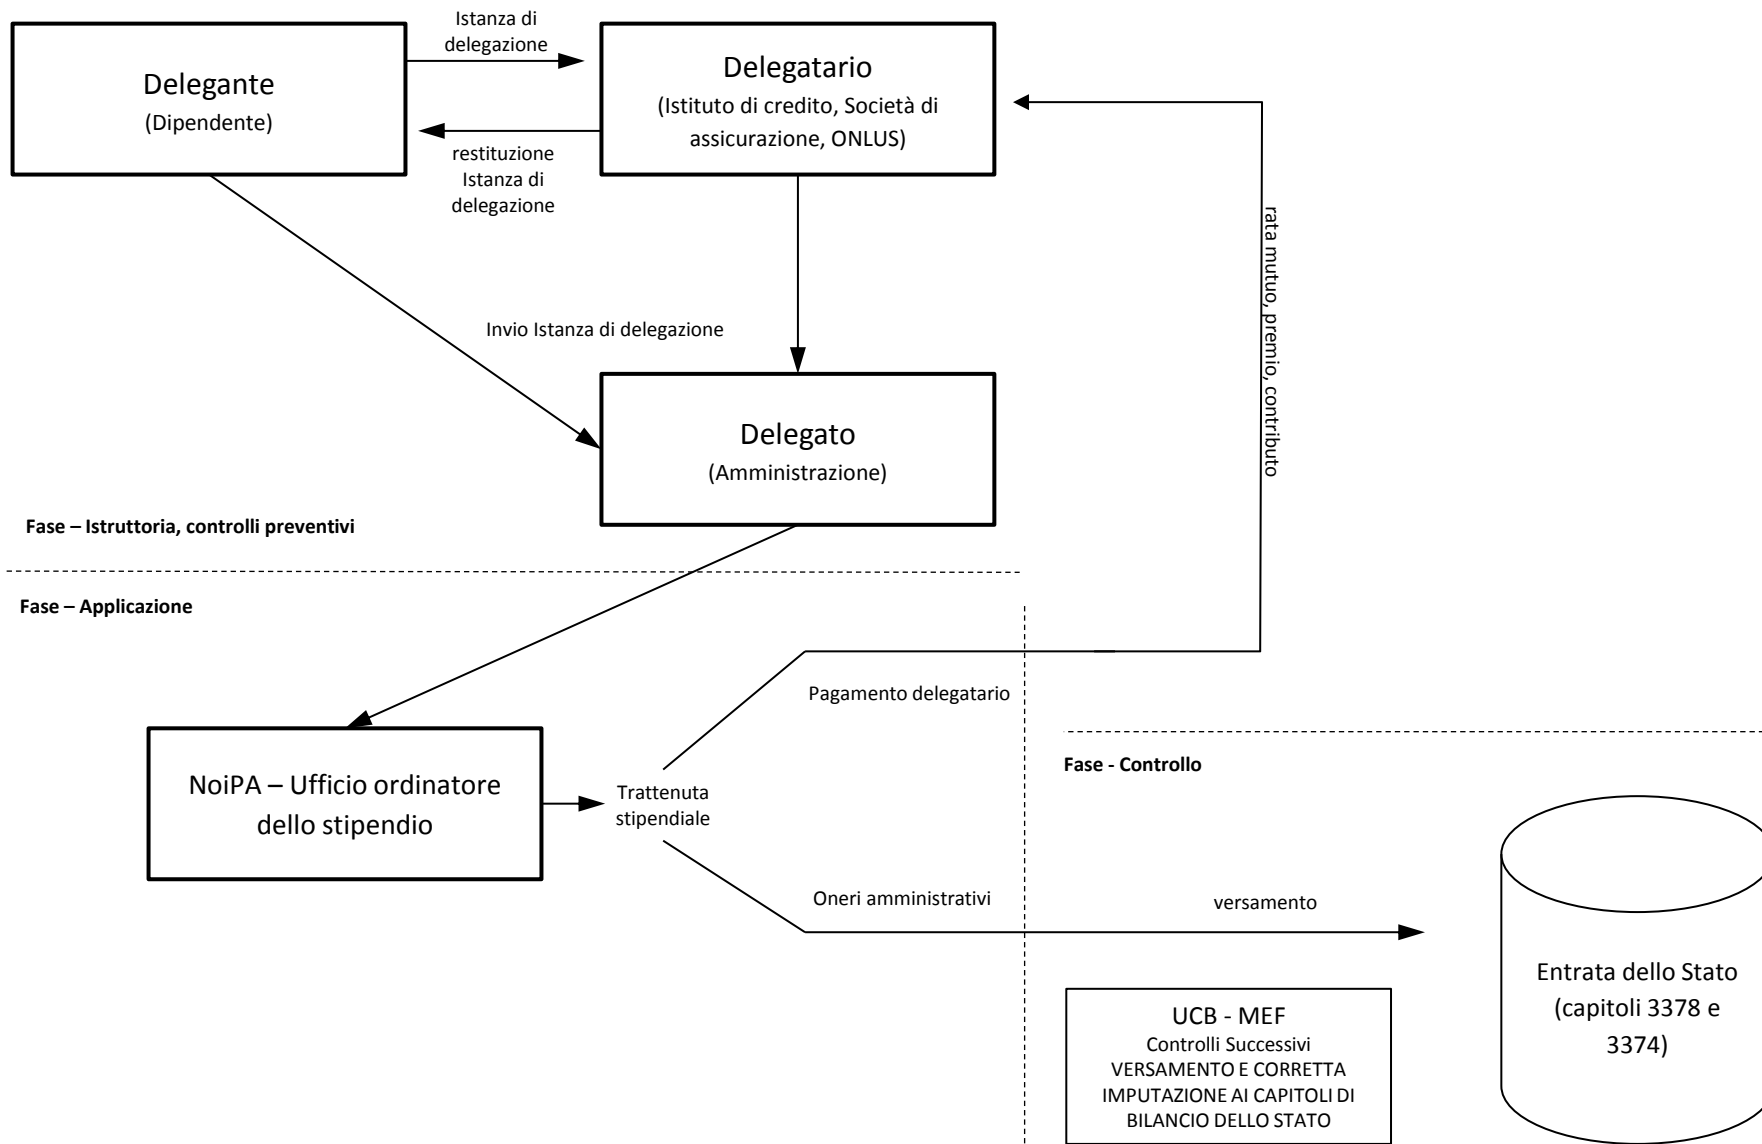 Istanza di
delegazione
Delegante
(Dipendente)
Delegatario
(Istituto di credito, Società di
assicurazione, ONLUS)
restituzione
Istanza di
delegazione
rata mutuo, premio, contributo
Invio Istanza di delegazione
Delegato
(Amministrazione)
Fase – Istruttoria, controlli preventivi
Fase – Applicazione
Pagamento delegatario
NoiPA – Ufficio ordinatore
dello stipendio
Trattenuta
stipendiale
Fase - Controllo
Oneri amministrativi
versamento
Entrata dello Stato
(capitoli 3378 e
3374)
UCB - MEF
Controlli Successivi
VERSAMENTO E CORRETTA
IMPUTAZIONE AI CAPITOLI DI
BILANCIO DELLO STATO